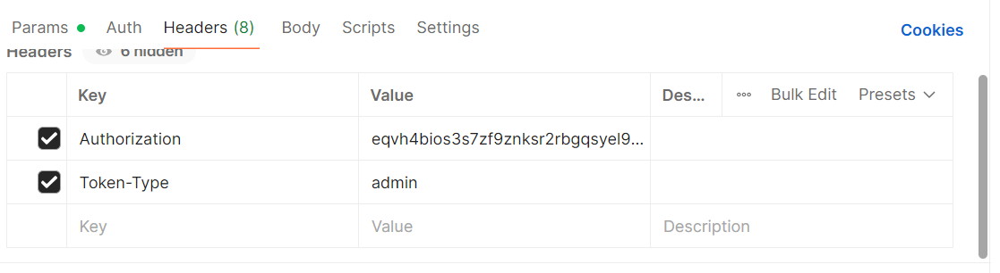 Params Auth Headers (8) Body Scripts Settings Cookies
Headers 6 hidden
Key Value Des... Bulk Edit Presets
Authorization eqvh4bios3s7zf9znksr2rbgqsyel9...
Token-Type admin
Key Value Description